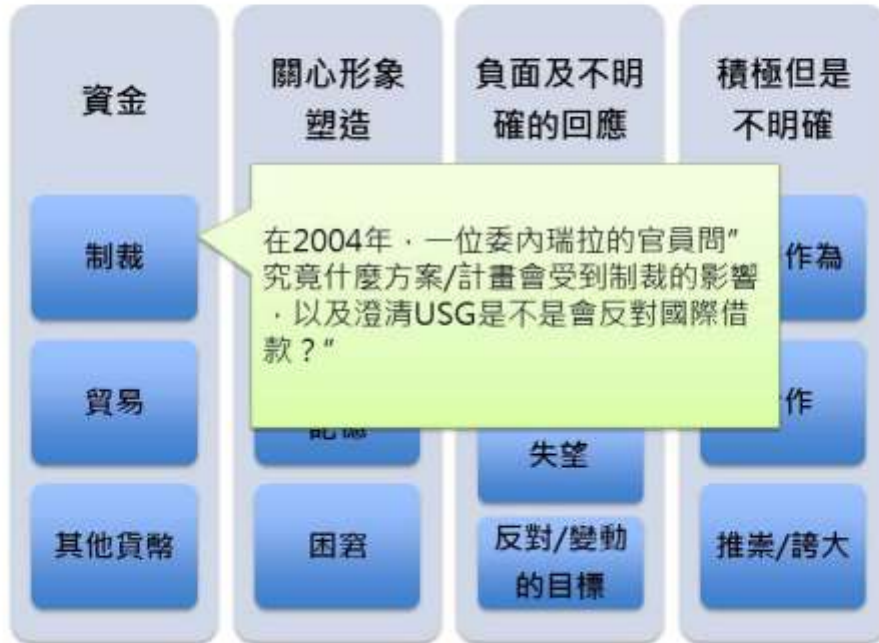 資金
關心形象
塑造
負面及不明
確的回應
積極但是
不明確
制裁
在2004年，一位委內瑞拉的官員問"
究竟什麼方案/計畫會受到制裁的影響
，以及澄清USG是不是會反對國際借
款？"
作為
貿易
記憶
失望
作
其他貨幣
困窘
反對/變動
的目標
推崇/誇大